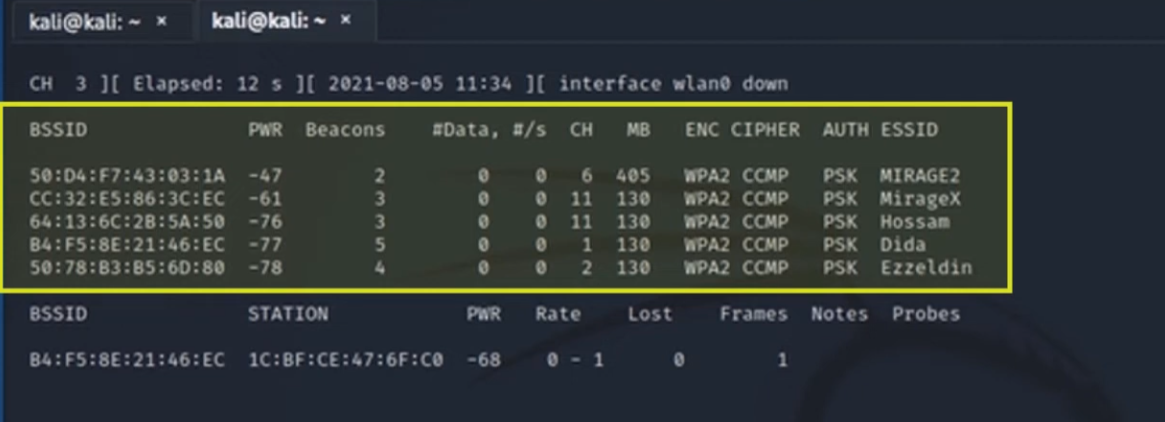 kali@kali: ~ × kali@kali: ~ ×
CH 3 ][ Elapsed: 12 s ][ 2021-08-05 11:34 ][ interface wlan0 down
BSSID PWR Beacons #Data, #/s CH MB ENC CIPHER AUTH ESSID
50:D4:F7:43:03:1A -47 2 0 0 6 405 WPA2 CCMP PSK MIRAGE2
CC:32:E5:86:3C:EC -61 3 0 0 11 130 WPA2 CCMP PSK MirageX
64:13:6C:2B:5A:50 -76 3 0 0 11 130 WPA2 CCMP PSK Hossam
B4:F5:8E:21:46:EC -77 5 0 0 1 130 WPA2 CCMP PSK Dida
50:78:B3:B5:6D:80 -78 4 0 0 2 130 WPA2 CCMP PSK Ezzeldin
BSSID STATION PWR Rate Lost Frames Notes Probes
B4:F5:8E:21:46:EC 1C:BF:CE:47:6F:C0 -68 0 - 1 0 1